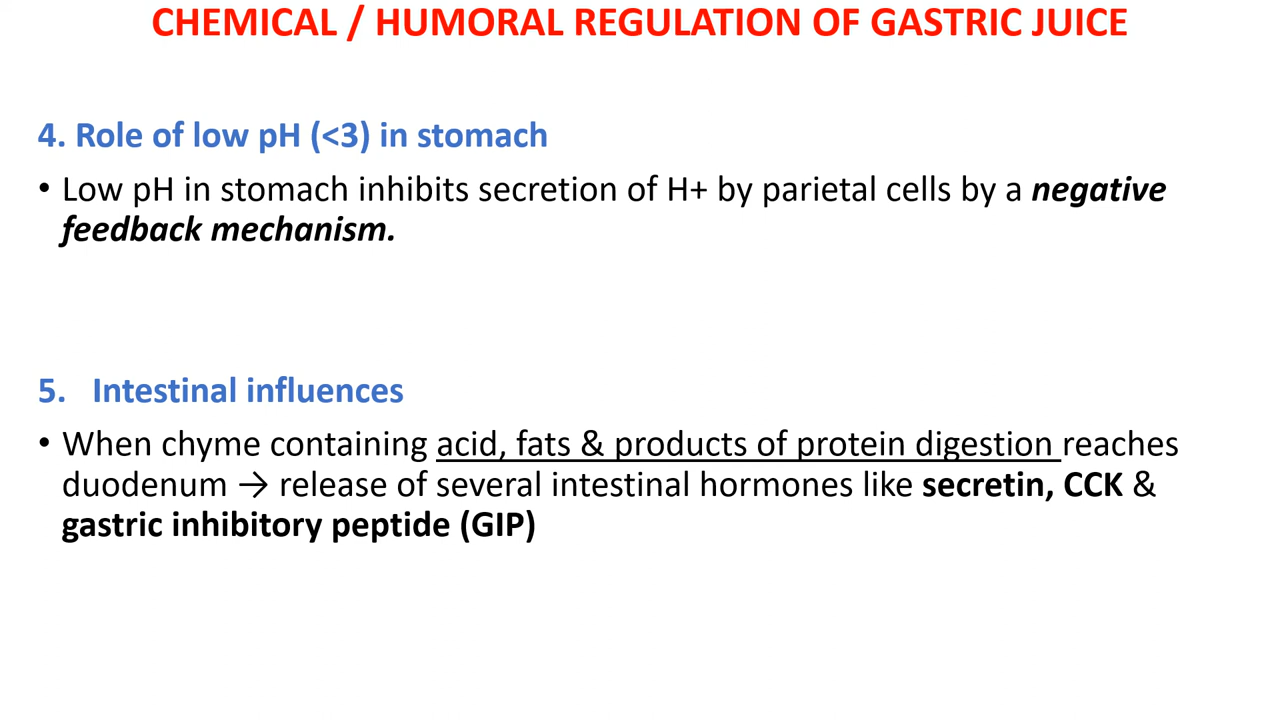 CHEMICAL / HUMORAL REGULATION OF GASTRIC JUICE
4. Role of low pH (<3) in stomach
• Low pH in stomach inhibits secretion of H+ by parietal cells by a negative
feedback mechanism.
5. Intestinal influences
• When chyme containing acid, fats & products of protein digestion reaches
duodenum → release of several intestinal hormones like secretin, CCK &
gastric inhibitory peptide (GIP)